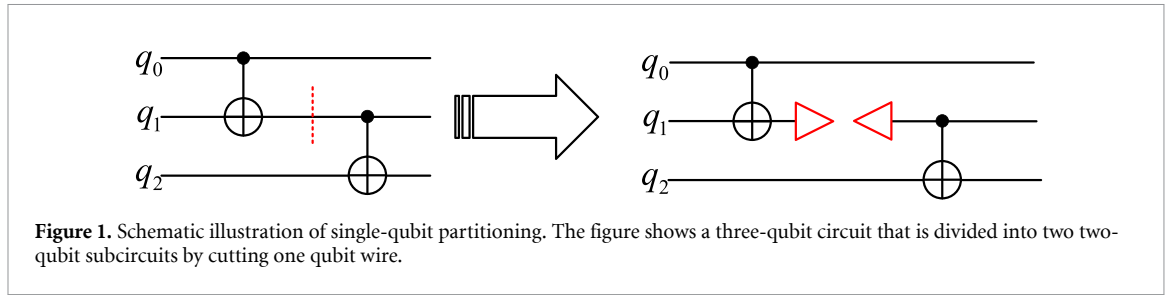 q0 q0
q1 q1
q2 q2
Figure 1. Schematic illustration of single-qubit partitioning. The figure shows a three-qubit circuit that is divided into two two-
qubit subcircuits by cutting one qubit wire.